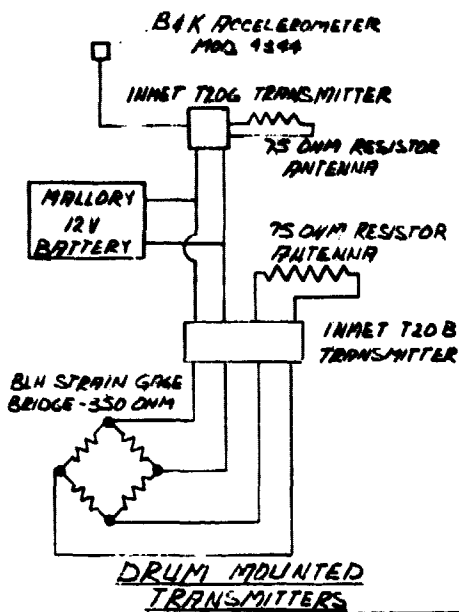 B&K ACCELEROMETER
MOD 4344
INMET T20G TRANSMITTER
75 OHM RESISTOR
ANTENNA
MALLORY
12V
BATTERY
75 OHM RESISTOR
ANTENNA
INMET T20B
TRANSMITTER
BLH STRAIN GAGE
BRIDGE-350 OHM
DRUM MOUNTED
TRANSMITTERS